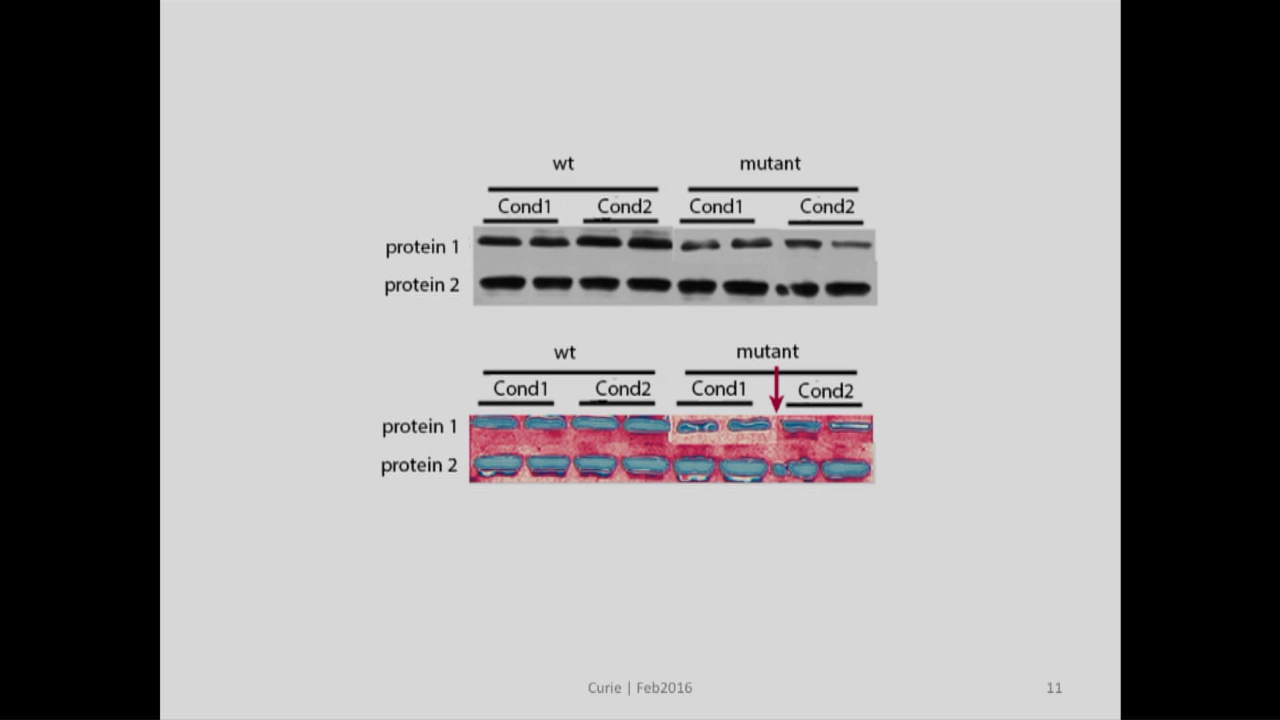 wt mutant
Cond1 Cond2 Cond1 Cond2
protein 1
protein 2
wt mutant
Cond1 Cond2 Cond1 Cond2
protein 1
protein 2
Curie | Feb2016 11